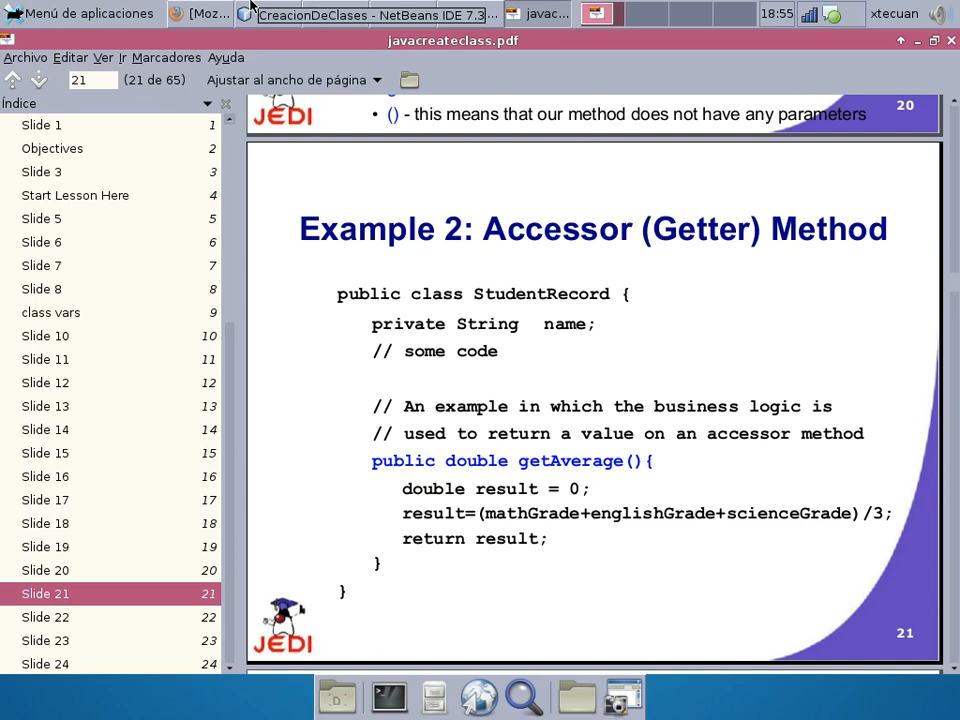 Menú de aplicaciones
[Moz...
CreacionDeClases - NetBeans IDE 7.3...
javac...
18:55
xtecuan
javacreateclass.pdf
Archivo Editar Ver Ir Marcadores Ayuda
21 (21 de 65) Ajustar al ancho de página
Índice
Slide 1 1
Objectives 2
Slide 3 3
Start Lesson Here 4
Slide 5 5
Slide 6 6
Slide 7 7
Slide 8 8
class vars 9
Slide 10 10
Slide 11 11
Slide 12 12
Slide 13 13
Slide 14 14
Slide 15 15
Slide 16 16
Slide 17 17
Slide 18 18
Slide 19 19
Slide 20 20
Slide 21 21
Slide 22 22
Slide 23 23
Slide 24 24
JEDI
• () - this means that our method does not have any parameters
20
Example 2: Accessor (Getter) Method
public class StudentRecord {
private String name;
// some code
// An example in which the business logic is
// used to return a value on an accessor method
public double getAverage(){
double result = 0;
result=(mathGrade+englishGrade+scienceGrade)/3;
return result;
}
}
JEDI
21